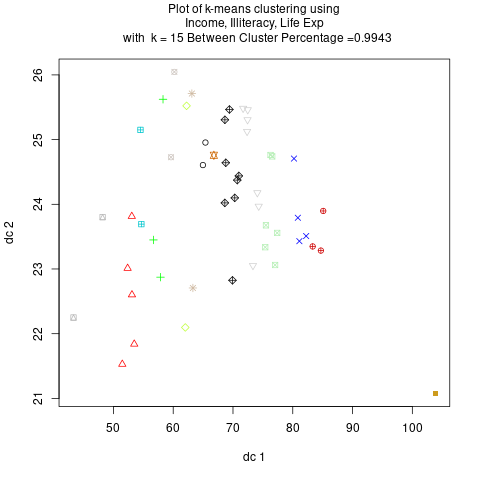 Plot of k-means clustering using
Income, Illiteracy, Life Exp
with k = 15 Between Cluster Percentage =0.9943
26
25
24
23
22
21
dc 2
50 60 70 80 90 100
dc 1